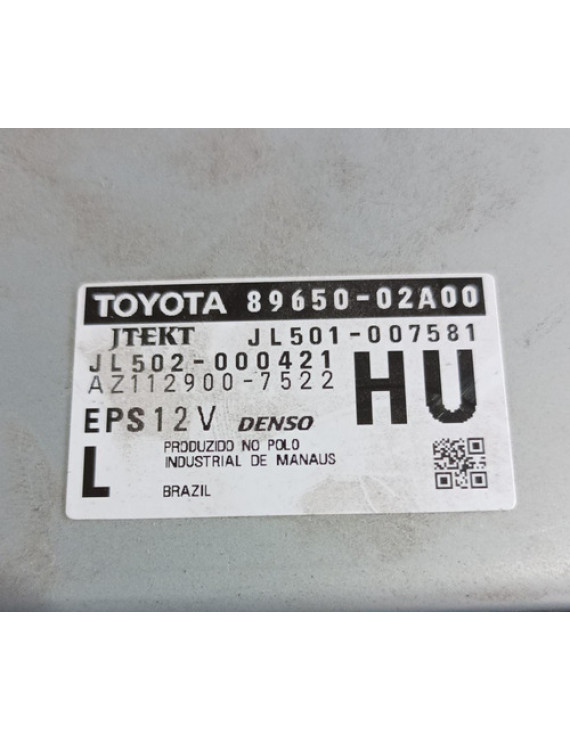 TOYOTA 89650-02A00
JTEKT JL501-007581
JL502-000421
AZ112900-7522
HU
EPS12V DENSO
L
PRODUZIDO NO POLO
INDUSTRIAL DE MANAUS
BRAZIL